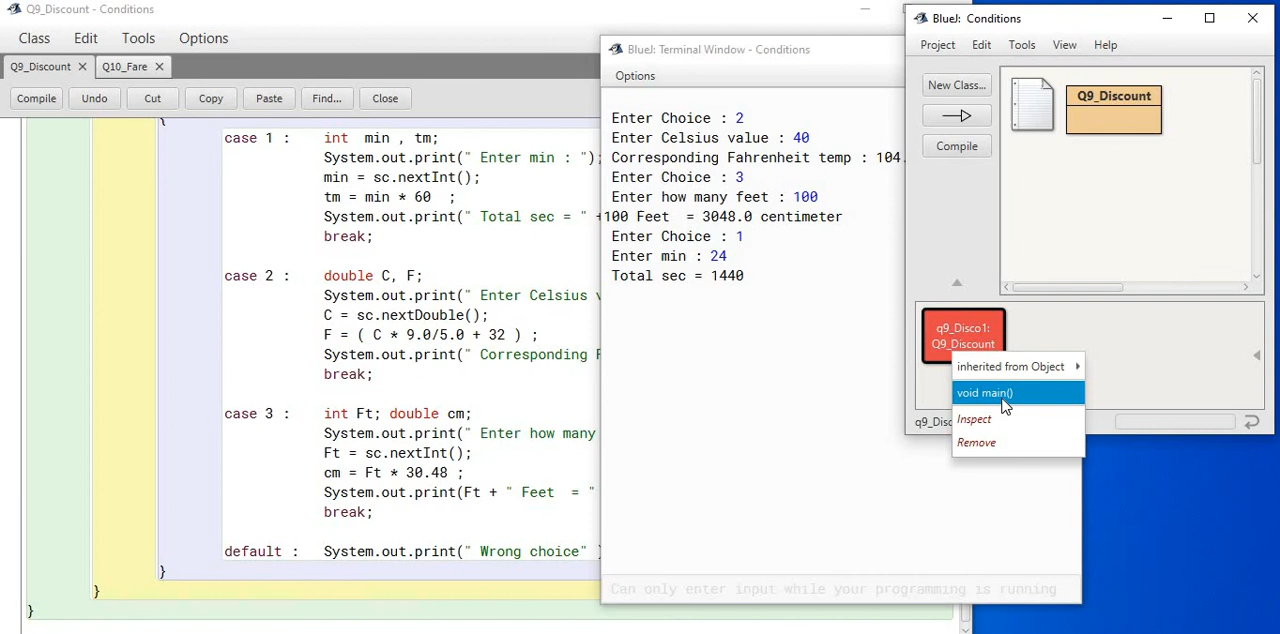 Q9_Discount - Conditions
Class Edit Tools Options
Q9_Discount ✕ Q10_Fare ✕
Compile Undo Cut Copy Paste Find... Close
{
case 1 : int min , tm;
System.out.print(" Enter min : ");
min = sc.nextInt();
tm = min * 60 ;
System.out.print(" Total sec = " +
break;
case 2 : double C, F;
System.out.print(" Enter Celsius v
C = sc.nextDouble();
F = ( C * 9.0/5.0 + 32 ) ;
System.out.print(" Corresponding F
break;
case 3 : int Ft; double cm;
System.out.print(" Enter how many
Ft = sc.nextInt();
cm = Ft * 30.48 ;
System.out.print(Ft + " Feet = "
break;
default : System.out.print(" Wrong choice" )
}
}
}
BlueJ: Terminal Window - Conditions
Options
Enter Choice : 2
Enter Celsius value : 40
Corresponding Fahrenheit temp : 104.
Enter Choice : 3
Enter how many feet : 100
100 Feet = 3048.0 centimeter
Enter Choice : 1
Enter min : 24
Total sec = 1440
Can only enter input while your programming is running
BlueJ: Conditions
Project Edit Tools View Help
New Class...
Compile
Q9_Discount
q9_Disco1:
Q9_Discount
inherited from Object
void main()
Inspect
Remove
q9_Disc